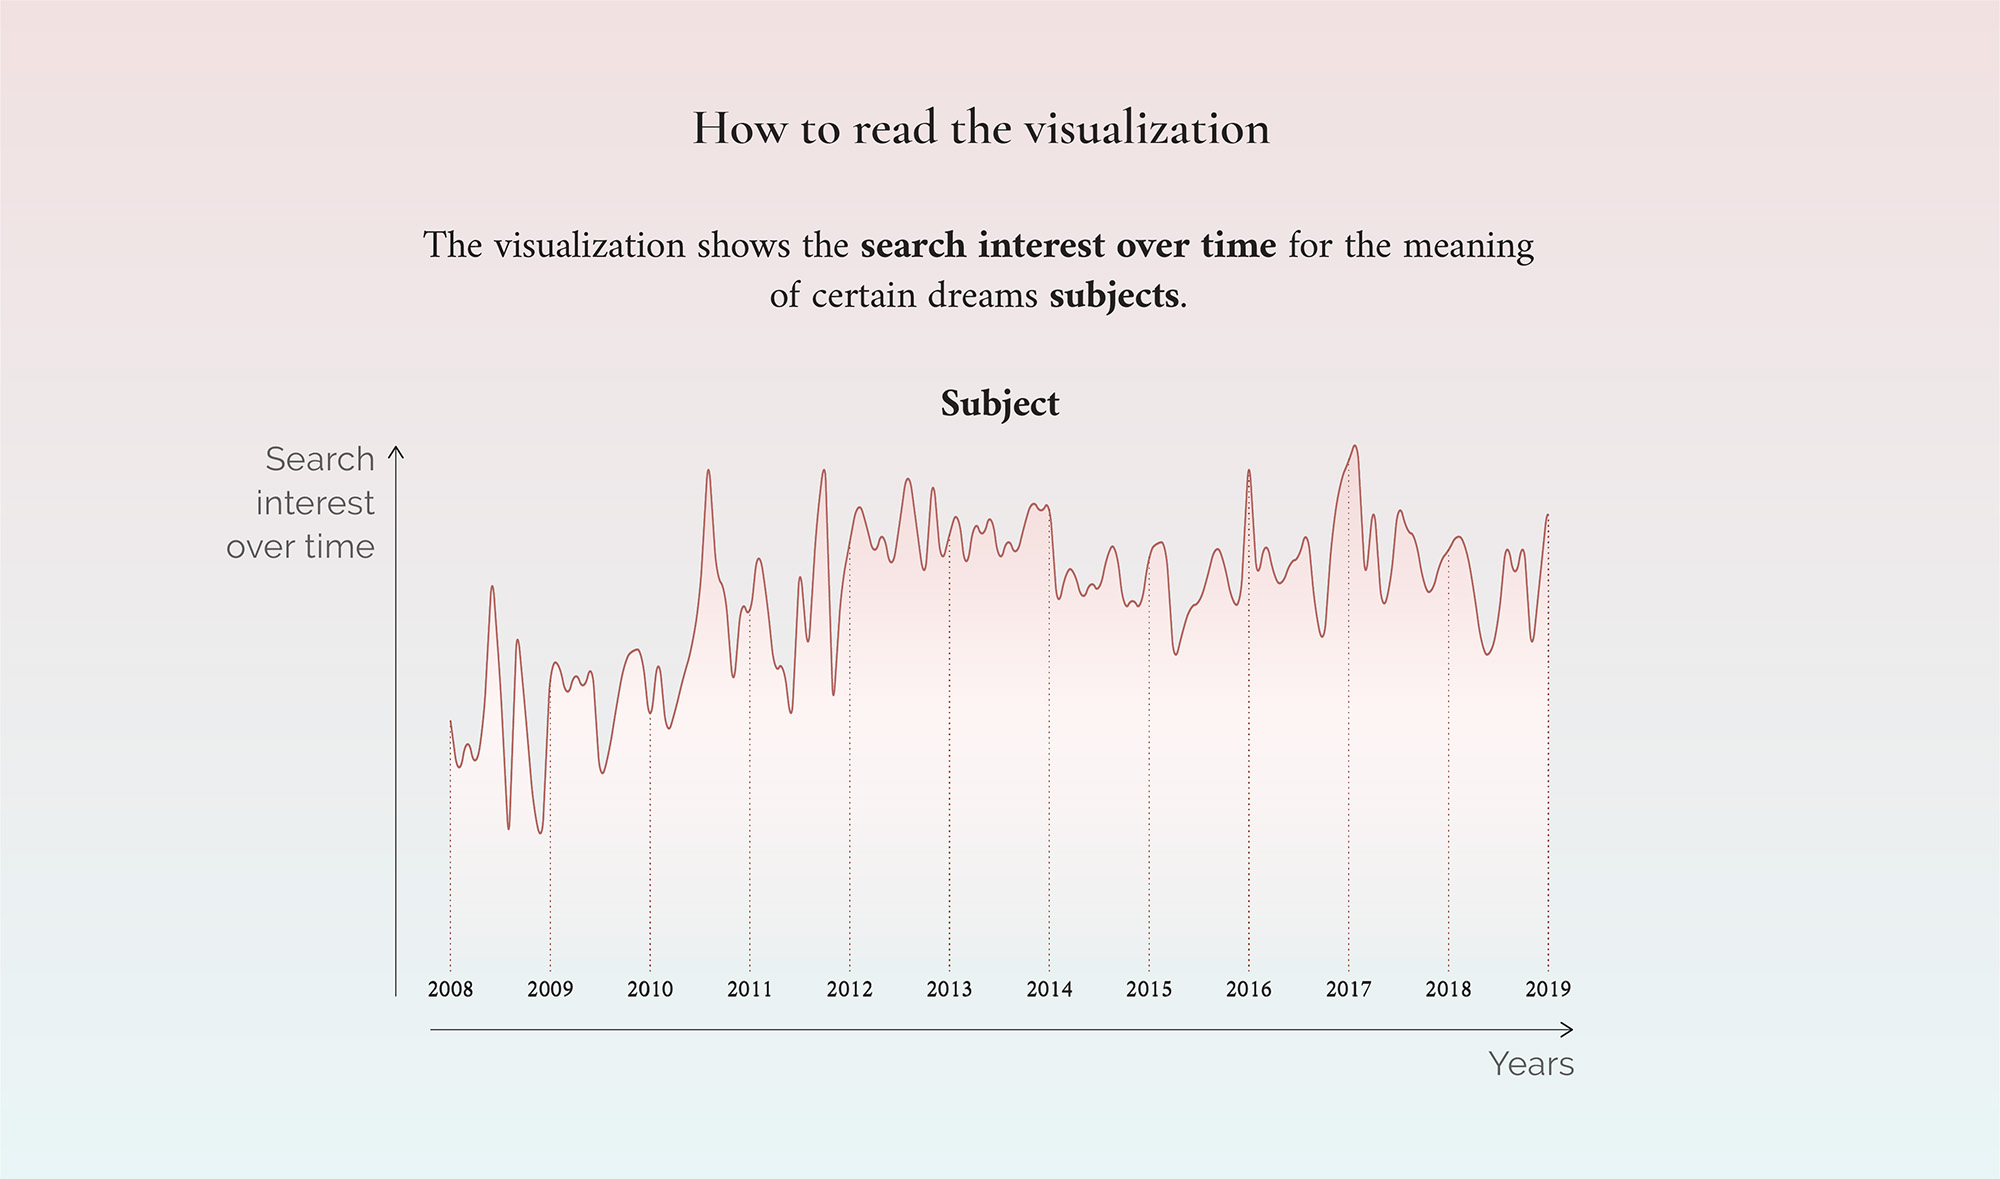 How to read the visualization
The visualization shows the search interest over time for the meaning
of certain dreams subjects.
Subject
Search
interest
over time
2008 2009 2010 2011 2012 2013 2014 2015 2016 2017 2018 2019
Years